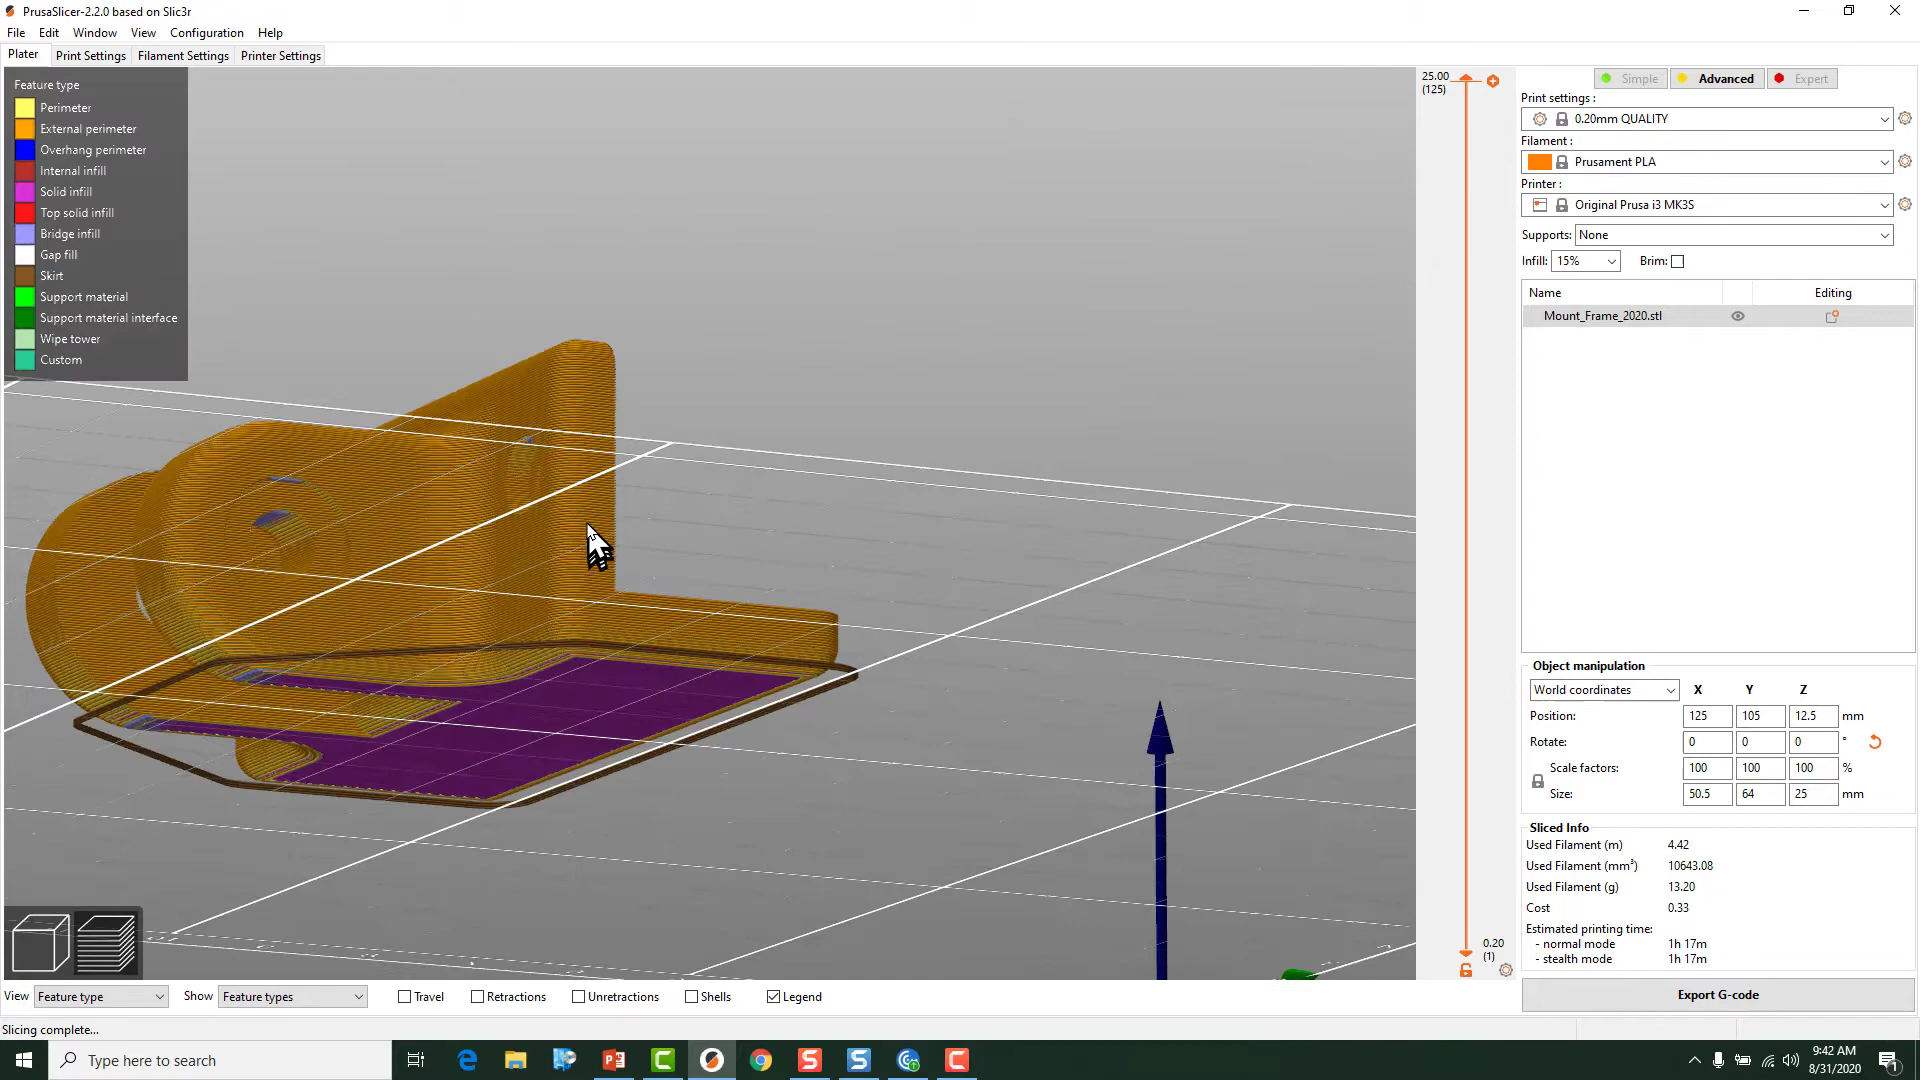 PrusaSlicer-2.2.0 based on Slic3r
File Edit Window View Configuration Help
Plater Print Settings Filament Settings Printer Settings
Feature type
Perimeter
External perimeter
Overhang perimeter
Internal infill
Solid infill
Top solid infill
Bridge infill
Gap fill
Skirt
Support material
Support material interface
Wipe tower
Custom
25.00
(125)
0.20
(1)
Simple Advanced Expert
Print settings :
0.20mm QUALITY
Filament :
Prusament PLA
Printer :
Original Prusa i3 MK3S
Supports: None
Infill: 15% Brim:
Name Editing
Mount_Frame_2020.stl
Object manipulation
World coordinates X Y Z
Position: 125 105 12.5 mm
Rotate: 0 0 0 °
Scale factors: 100 100 100 %
Size: 50.5 64 25 mm
Sliced Info
Used Filament (m) 4.42
Used Filament (mm³) 10643.08
Used Filament (g) 13.20
Cost 0.33
Estimated printing time:
- normal mode 1h 17m
- stealth mode 1h 17m
Export G-code
View Feature type Show Feature types Travel Retractions Unretractions Shells Legend
Slicing complete...
Type here to search
9:42 AM
8/31/2020
1